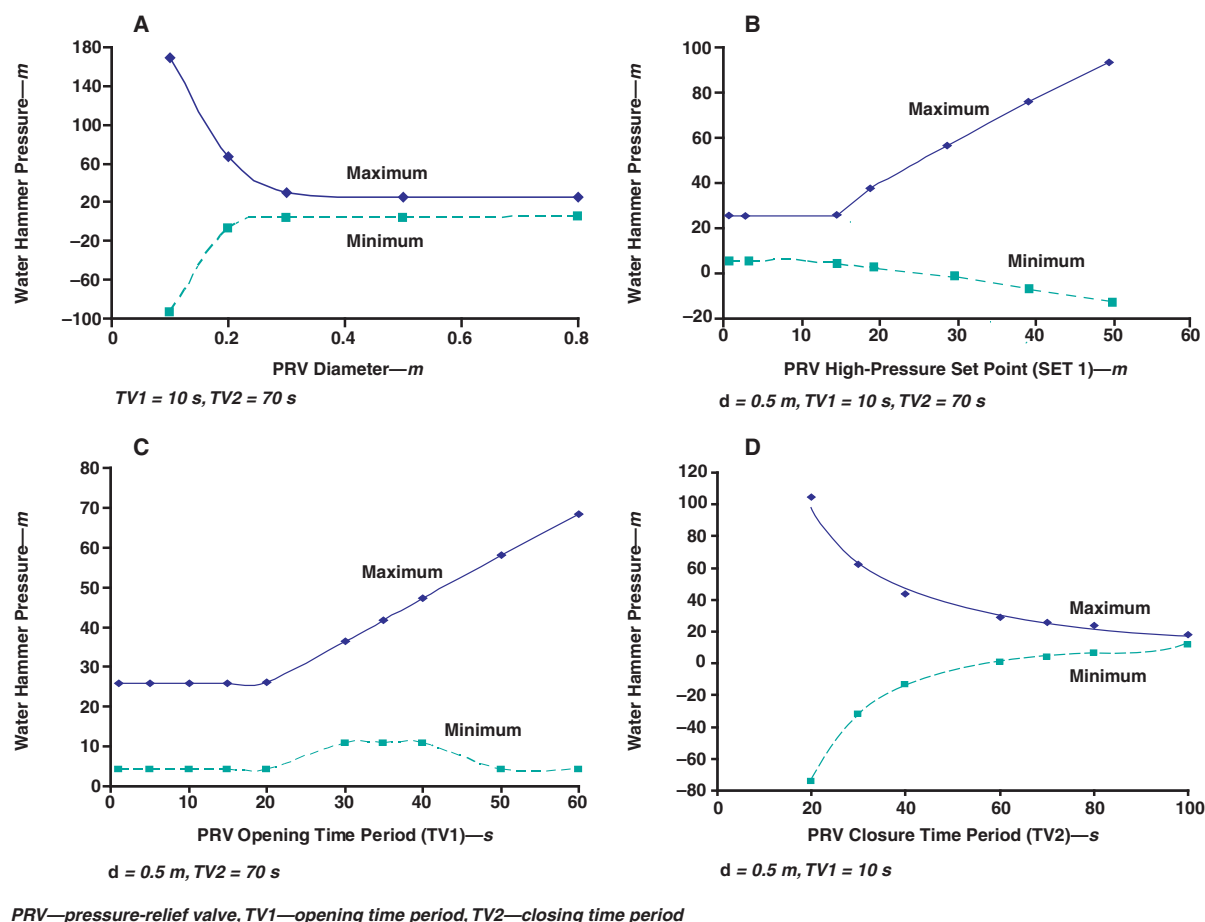 A
Water Hammer Pressure—m
180
140
100
60
20
–20
–60
–100
Maximum
Minimum
0 0.2 0.4 0.6 0.8
PRV Diameter—m
TV1 = 10 s, TV2 = 70 s
B
Water Hammer Pressure—m
100
80
60
40
20
0
–20
Maximum
Minimum
0 10 20 30 40 50 60
PRV High-Pressure Set Point (SET 1)—m
d = 0.5 m, TV1 = 10 s, TV2 = 70 s
C
Water Hammer Pressure—m
80
70
60
50
40
30
20
10
0
Maximum
Minimum
0 10 20 30 40 50 60
PRV Opening Time Period (TV1)—s
d = 0.5 m, TV2 = 70 s
D
Water Hammer Pressure—m
120
100
80
60
40
20
0
–20
–40
–60
–80
Maximum
Minimum
0 20 40 60 80 100
PRV Closure Time Period (TV2)—s
d = 0.5 m, TV1 = 10 s
PRV—pressure-relief valve, TV1—opening time period, TV2—closing time period